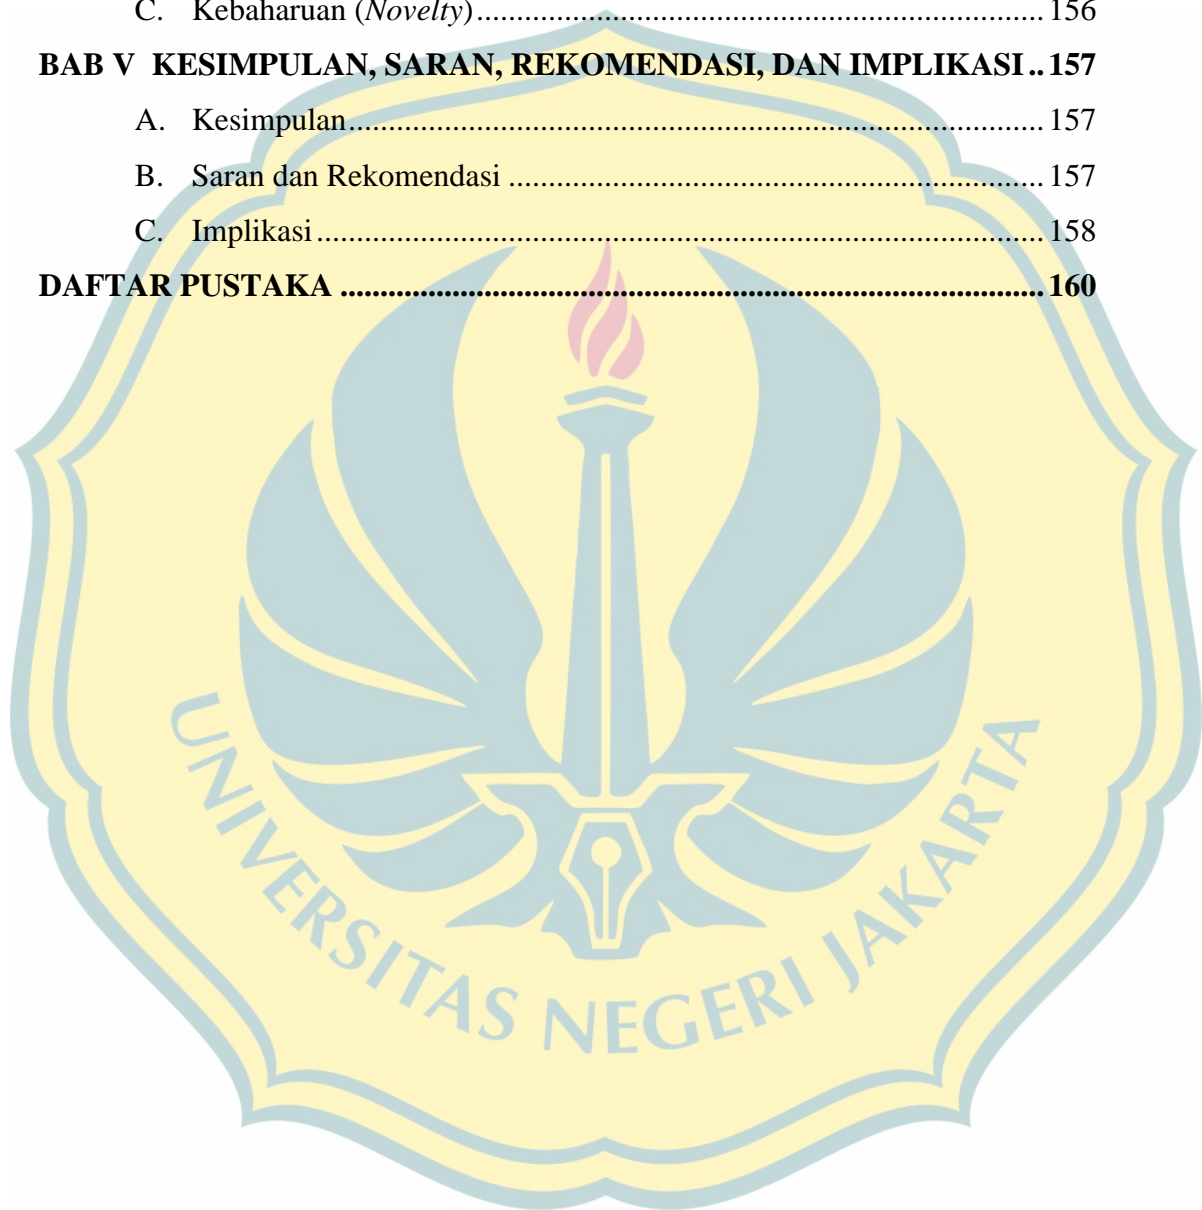 C. Kebaharuan (Novelty) ........................................................................ 156
BAB V KESIMPULAN, SARAN, REKOMENDASI, DAN IMPLIKASI .. 157
A. Kesimpulan ........................................................................................ 157
B. Saran dan Rekomendasi .................................................................... 157
C. Implikasi ............................................................................................ 158
DAFTAR PUSTAKA ......................................................................................... 160
UNIVERSITAS NEGERI JAKARTA